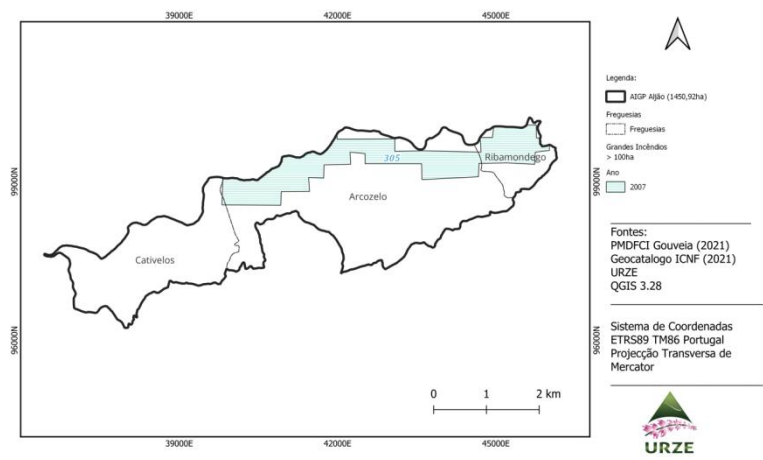 39000E 42000E 45000E
99000N 99000N
96000N 96000N
305
Ribamondego
Arcozelo
Cativelos
0 1 2 km
39000E 42000E 45000E
Legenda:
AIGP Aljão (1450,92ha)
Freguesias
Freguesias
Grandes Incêndios
> 100ha
Ano
2007
Fontes:
PMDFCI Gouveia (2021)
Geocatalogo ICNF (2021)
URZE
QGIS 3.28
Sistema de Coordenadas
ETRS89 TM86 Portugal
Projecção Transversa de
Mercator
URZE